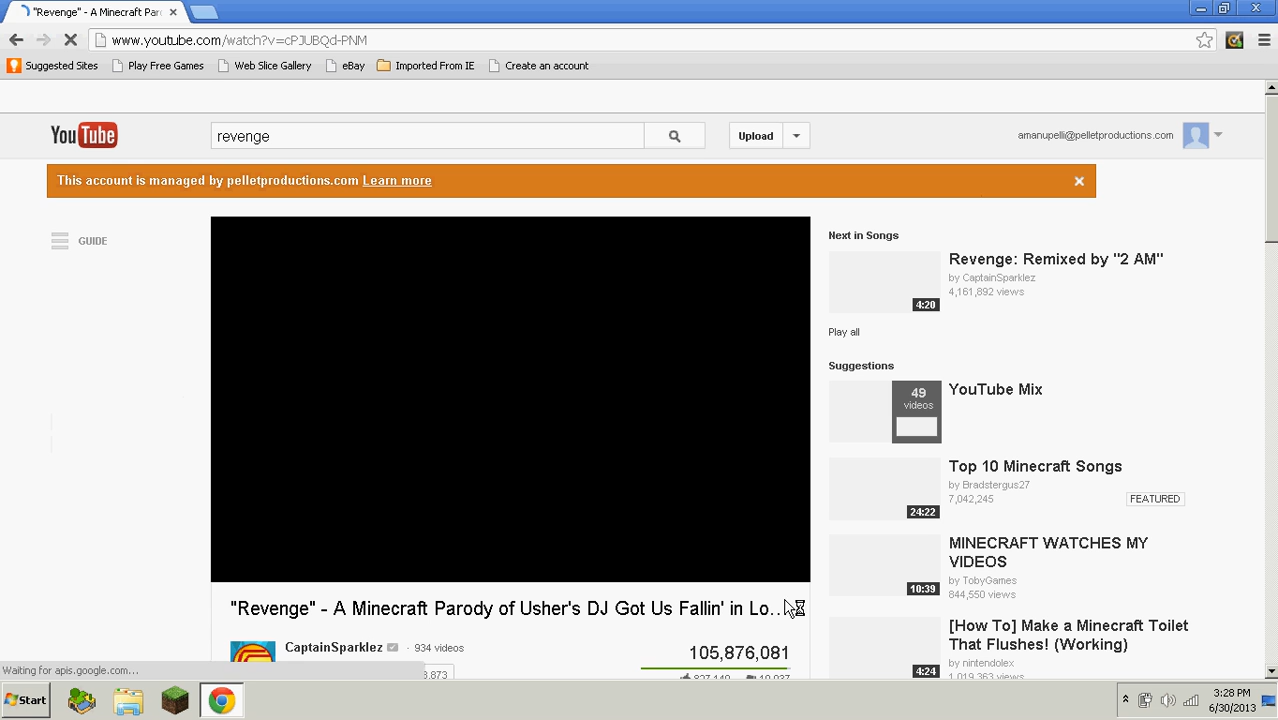 "Revenge" - A Minecraft Parc
www.youtube.com/watch?v=cPJUBQd-PNM
Suggested Sites
Play Free Games
Web Slice Gallery
eBay
Imported From IE
Create an account
YouTube
revenge
Upload
amanupelli@pelletproductions.com
This account is managed by pelletproductions.com Learn more
GUIDE
Next in Songs
Revenge: Remixed by "2 AM"
by CaptainSparklez
4,161,892 views
4:20
Play all
Suggestions
49
videos
YouTube Mix
Top 10 Minecraft Songs
by Bradstergus27
7,042,245
FEATURED
24:22
MINECRAFT WATCHES MY
VIDEOS
by TobyGames
844,550 views
10:39
[How To] Make a Minecraft Toilet
That Flushes! (Working)
by nintendolex
1,019,363 views
4:24
"Revenge" - A Minecraft Parody of Usher's DJ Got Us Fallin' in Lo...
CaptainSparklez
· 934 videos
105,876,081
Waiting for apis.google.com...
Start
3:28 PM
6/30/2013